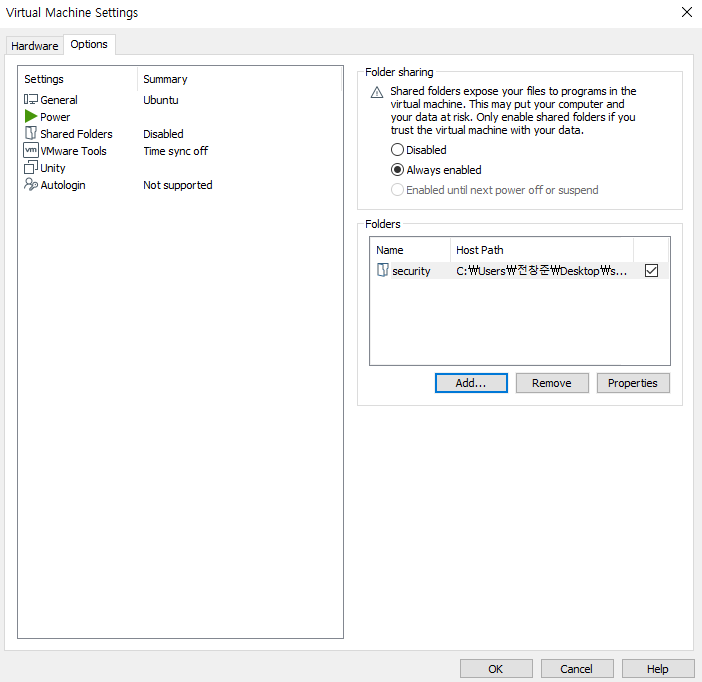 Virtual Machine Settings
Hardware Options
Settings Summary
General Ubuntu
Power
Shared Folders Disabled
vm VMware Tools Time sync off
Unity
Autologin Not supported
Folder sharing
Shared folders expose your files to programs in the
virtual machine. This may put your computer and
your data at risk. Only enable shared folders if you
trust the virtual machine with your data.
Disabled
Always enabled
Enabled until next power off or suspend
Folders
Name Host Path
security C:₩Users₩전창준₩Desktop₩s...
Add... Remove Properties
OK Cancel Help